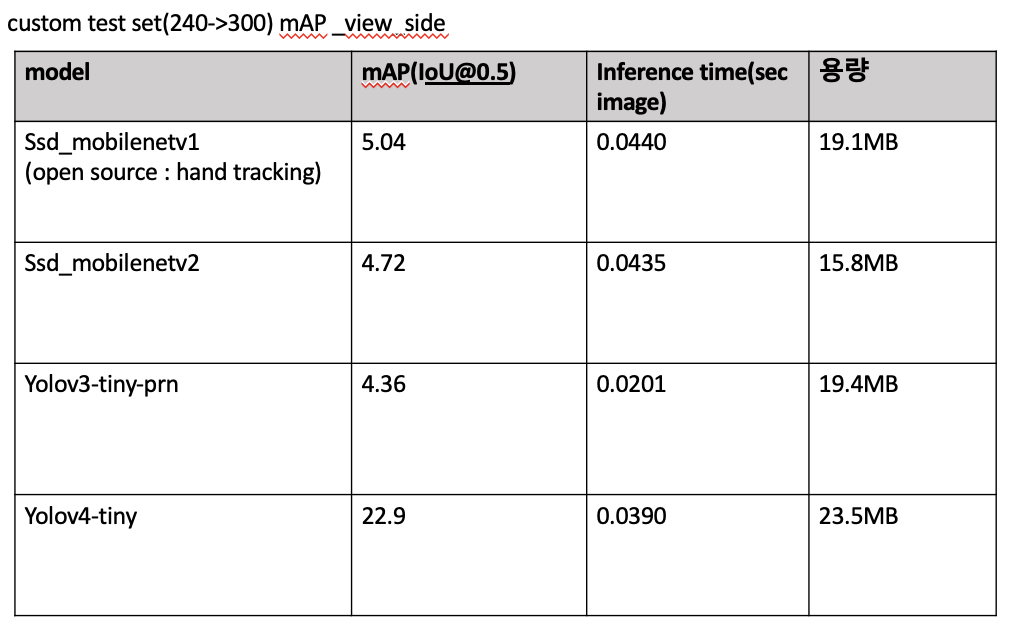 custom test set(240->300) mAP _view_side
model mAP(IoU@0.5) Inference time(sec 용량
image)
Ssd_mobilenetv1 5.04 0.0440 19.1MB
(open source : hand tracking)
Ssd_mobilenetv2 4.72 0.0435 15.8MB
Yolov3-tiny-prn 4.36 0.0201 19.4MB
Yolov4-tiny 22.9 0.0390 23.5MB